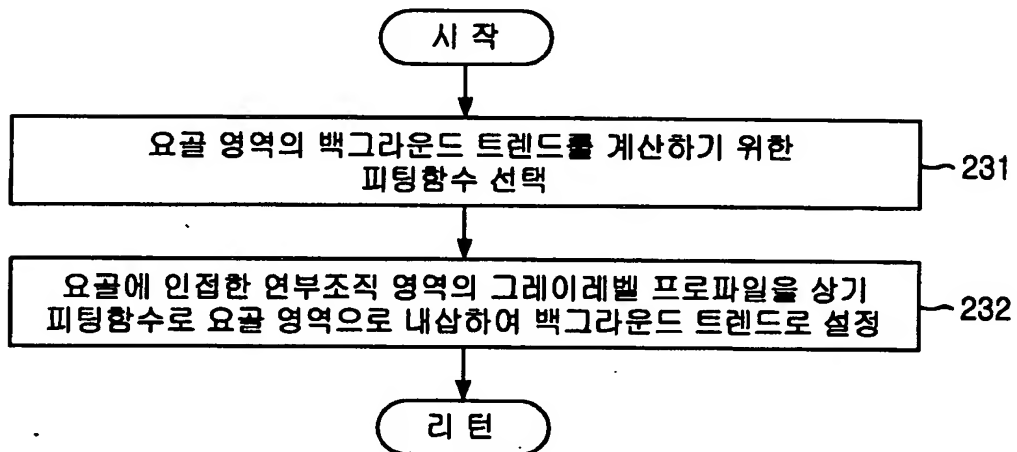 시 작
요골 영역의 백그라운드 트렌드를 계산하기 위한
피팅함수 선택
231
요골에 인접한 연부조직 영역의 그레이레벨 프로파일을 상기
피팅함수로 요골 영역으로 내삽하여 백그라운드 트렌드로 설정
232
리 턴